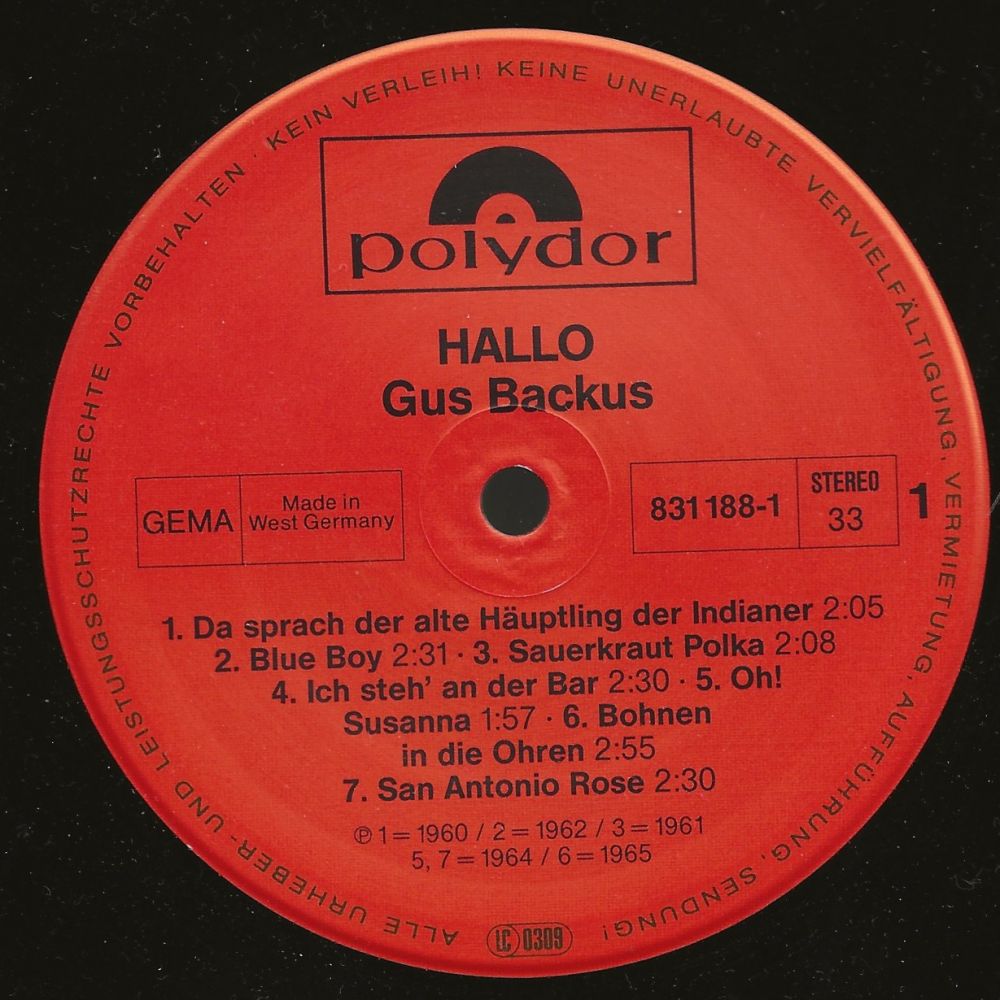 ALLE URHEBER- UND LEISTUNGSSCHUTZRECHTE VORBEHALTEN · KEIN VERLEIH! KEINE UNERLAUBTE VERVIELFÄLTIGUNG, VERMIETUNG, AUFFÜHRUNG, SENDUNG!
polydor
HALLO
Gus Backus
GEMA
Made in
West Germany
831 188-1
STEREO
33
1
1. Da sprach der alte Häuptling der Indianer 2:05
2. Blue Boy 2:31 · 3. Sauerkraut Polka 2:08
4. Ich steh' an der Bar 2:30 · 5. Oh!
Susanna 1:57 · 6. Bohnen
in die Ohren 2:55
7. San Antonio Rose 2:30
℗ 1 = 1960 / 2 = 1962 / 3 = 1961
5, 7 = 1964 / 6 = 1965
LC 0309